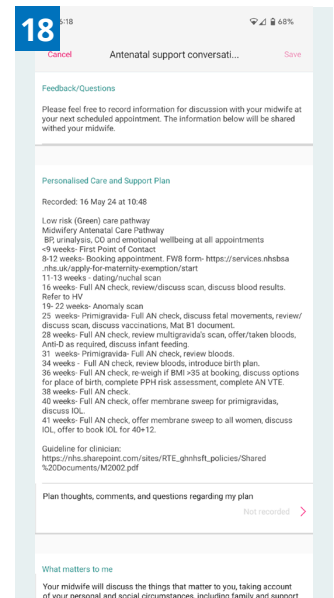 18
6:18
68%
Cancel
Antenatal support conversati...
Save
Feedback/Questions
Please feel free to record information for discussion with your midwife at
your next scheduled appointment. The information below will be shared
withed your midwife.
Personalised Care and Support Plan
Recorded: 16 May 24 at 10:48
Low risk (Green) care pathway
Midwifery Antenatal Care Pathway
BP, urinalysis, CO and emotional wellbeing at all appointments
<9 weeks- First Point of Contact
8-12 weeks- Booking appointment. FW8 form- https://services.nhsbsa
.nhs.uk/apply-for-maternity-exemption/start
11-13 weeks - dating/nuchal scan
16 weeks- Full AN check, review/discuss scan, discuss blood results.
Refer to HV
19- 22 weeks- Anomaly scan
25  weeks- Primigravida- Full AN check, discuss fetal movements, review/
discuss scan, discuss vaccinations, Mat B1 document.
28 weeks- Full AN check, review multigravida's scan, offer/taken bloods,
Anti-D as required, discuss infant feeding.
31  weeks- Primigravida- Full AN check, review bloods.
34 weeks -  Full AN check, review bloods, introduce birth plan.
36 weeks- Full AN check, re-weigh if BMI >35 at booking, discuss options
for place of birth, complete PPH risk assessment, complete AN VTE.
38 weeks- Full AN check.
40 weeks- Full AN check, offer membrane sweep for primigravidas,
discuss IOL.
41 weeks- Full AN check, offer membrane sweep to all women, discuss
IOL, offer to book IOL for 40+12.
Guideline for clinician:
https://nhs.sharepoint.com/sites/RTE_ghnhsft_policies/Shared
%20Documents/M2002.pdf
Plan thoughts, comments, and questions regarding my plan
Not recorded
What matters to me
Your midwife will discuss the things that matter to you, taking account
of your personal and social circumstances, including family and support